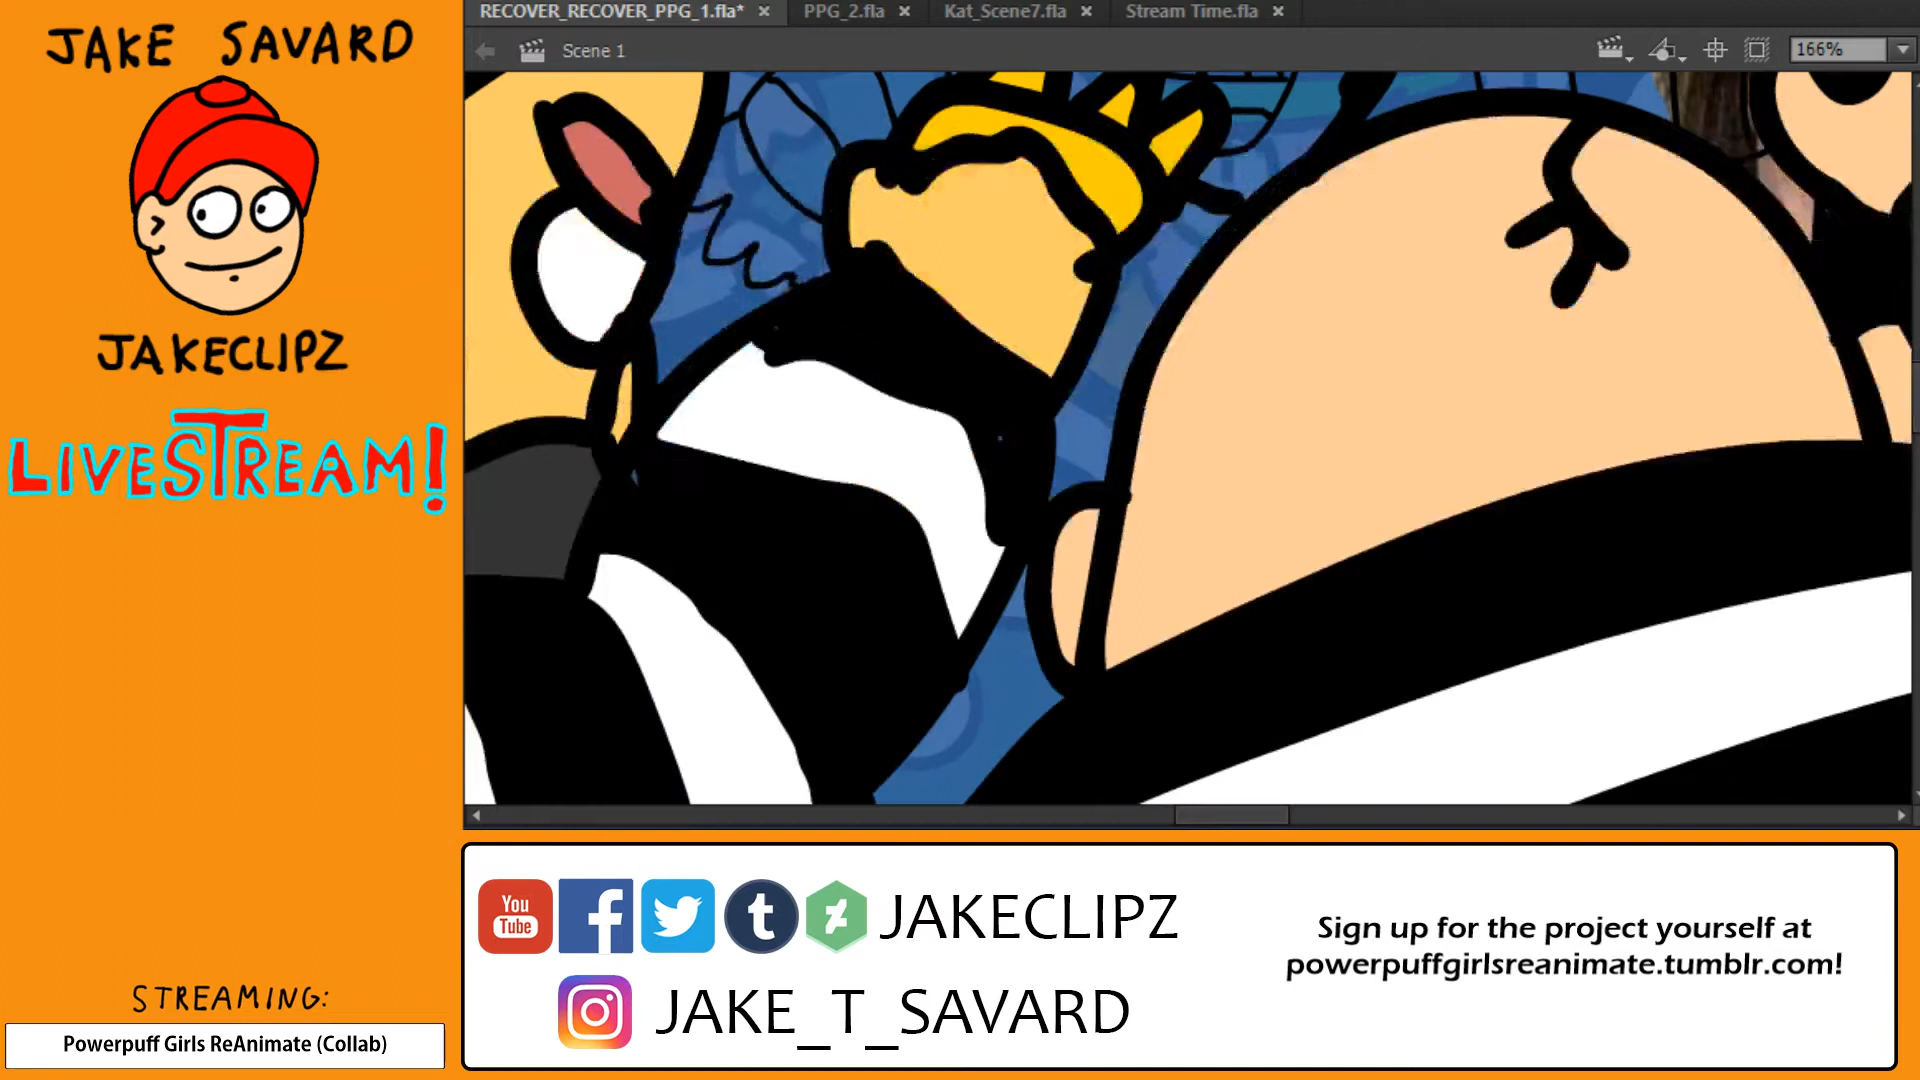 JAKE SAVARD
JAKECLIPZ
LIVESTREAM!
STREAMING:
Powerpuff Girls ReAnimate (Collab)
RECOVER_RECOVER_PPG_1.fla*
PPG_2.fla
Kat_Scene7.fla
Stream Time.fla
Scene 1
166%
You
Tube
JAKECLIPZ
JAKE_T_SAVARD
Sign up for the project yourself at
powerpuffgirlsreanimate.tumblr.com!